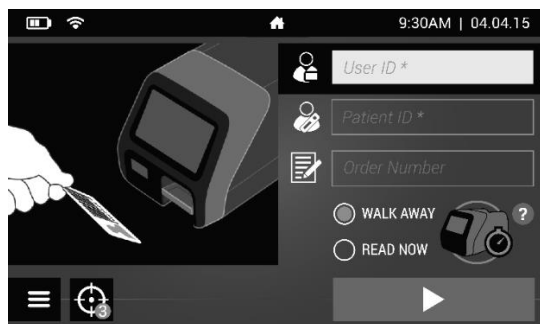 9:30AM | 04.04.15
User ID *
Patient ID *
Order Number
WALK AWAY
?
READ NOW
3